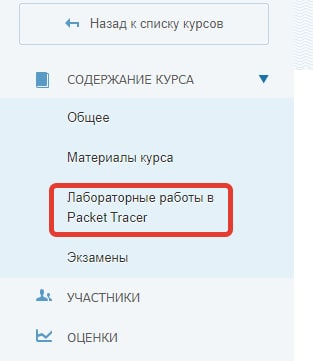 Назад к списку курсов
СОДЕРЖАНИЕ КУРСА
Общее
Материалы курса
Лабораторные работы в
Packet Tracer
Экзамены
УЧАСТНИКИ
ОЦЕНКИ